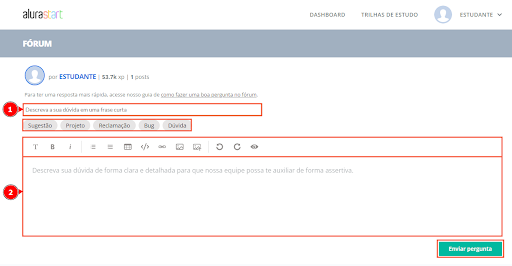 alurastart DASHBOARD TRILHAS DE ESTUDO ESTUDANTE
FÓRUM
por ESTUDANTE | 53.7k xp | 1 posts
Para ter uma resposta mais rápida, acesse nosso guia de como fazer uma boa pergunta no fórum.
1 Descreva a sua dúvida em uma frase curta
Sugestão Projeto Reclamação Bug Dúvida
T B i
2 Descreva sua dúvida de forma clara e detalhada para que nossa equipe possa te auxiliar de forma assertiva.
Enviar pergunta